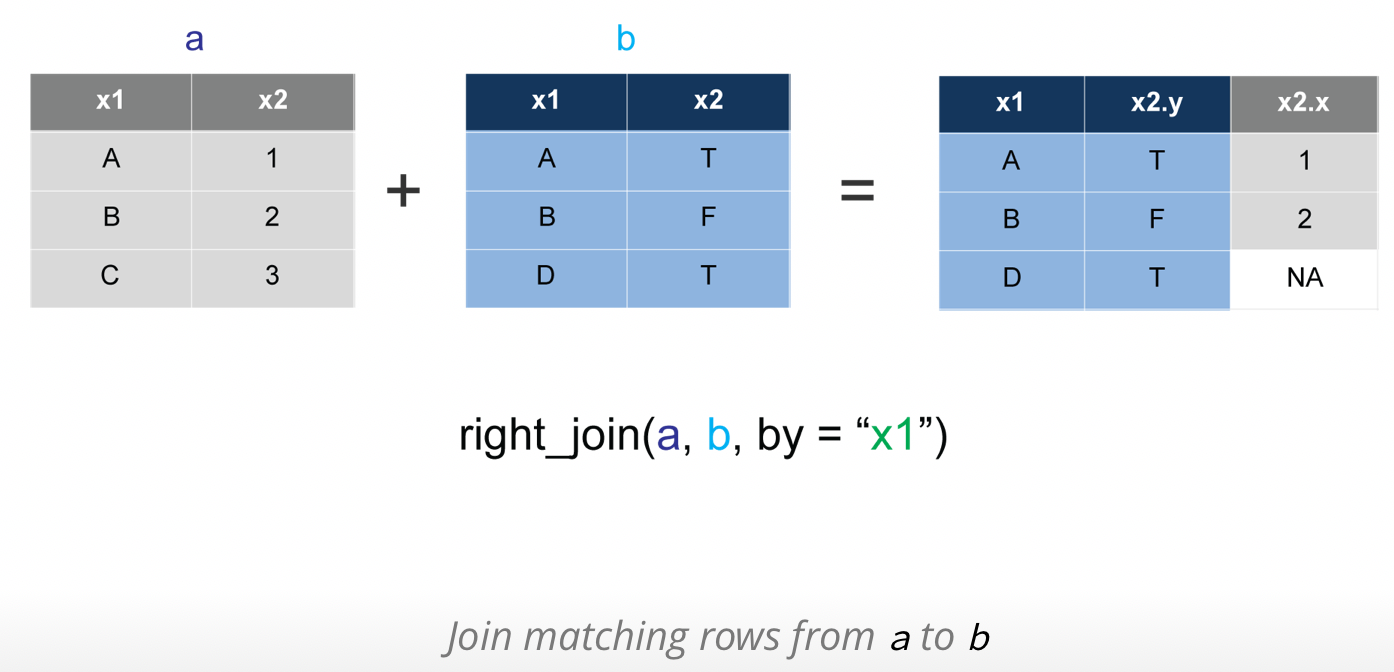 a b
x1 x2 x1 x2 x1 x2.y x2.x
A 1 A T A T 1
B 2 + B F = B F 2
C 3 D T D T NA
right_join(a, b, by = “x1”)
Join matching rows from a to b